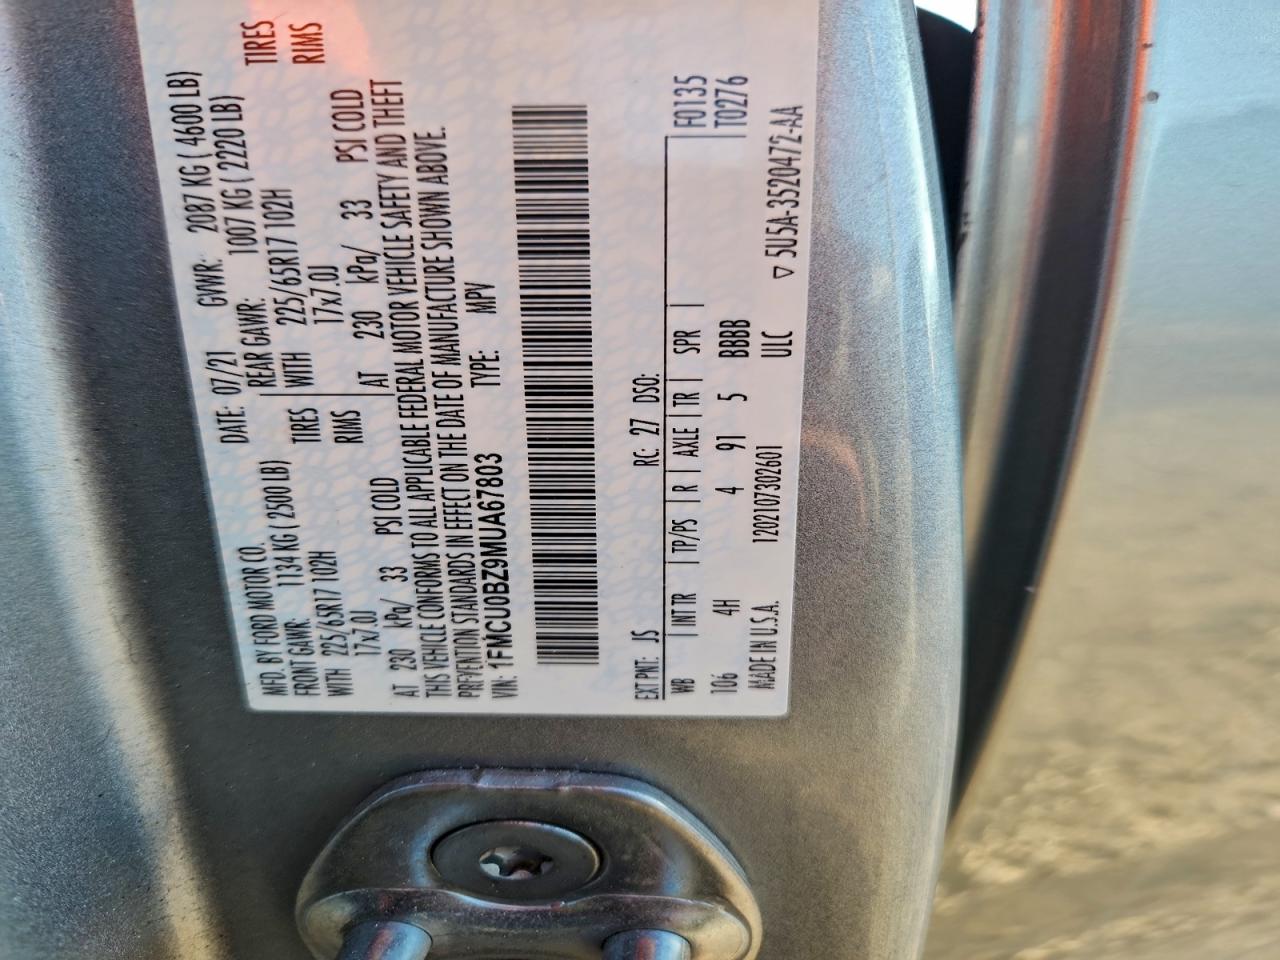 MFD. BY FORD MOTOR CO.
DATE: 07/21 GVWR: 2087 KG ( 4600 LB)
FRONT GAWR: 1134 KG ( 2500 LB)
REAR GAWR: 1007 KG ( 2220 LB)
WITH 225/65R17 102H TIRES
WITH 225/65R17 102H TIRES
17x7.0J RIMS
17x7.0J RIMS
AT 230 kPa/ 33 PSI COLD
AT 230 kPa/ 33 PSI COLD
THIS VEHICLE CONFORMS TO ALL APPLICABLE FEDERAL MOTOR VEHICLE SAFETY AND THEFT
PREVENTION STANDARDS IN EFFECT ON THE DATE OF MANUFACTURE SHOWN ABOVE.
VIN: 1FMCU0BZ9MUA67803 TYPE: MPV
EXT PNT: JS RC: 27 DSO:
WB | INT TR | TP/PS | R | AXLE | TR | SPR | F0135
106 4H 4 91 5 BBBB T0276
MADE IN U.S.A. 1202107302601 ULC ▽ 5U5A-3520472-AA